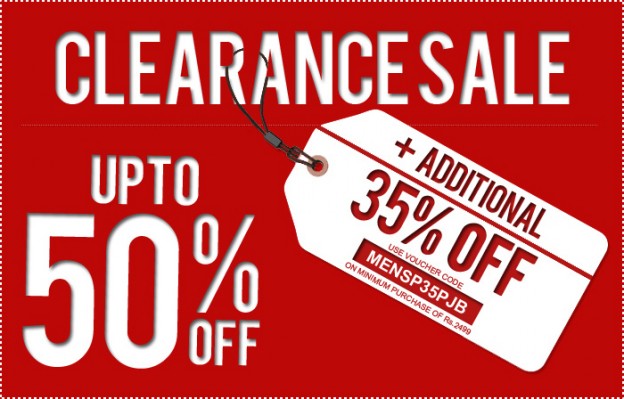 CLEARANCE SALE
UPTO
50%
OFF
+ ADDITIONAL
35% OFF
USE VOUCHER CODE
MENSP35PJB
ON MINIMUM PURCHASE OF Rs.2499